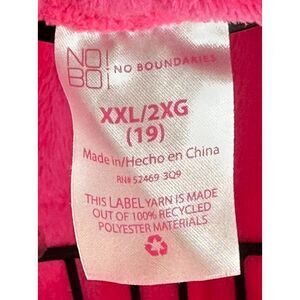 NO!
BO!
NO BOUNDARIES
XXL/2XG
(19)
Made in/Hecho en China
RN# 52469 3Q9
THIS LABEL YARN IS MADE
OUT OF 100% RECYCLED
POLYESTER MATERIALS